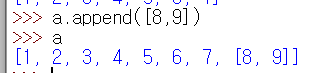 >>> a.append([8,9])
>>> a
[1, 2, 3, 4, 5, 6, 7, [8, 9]]